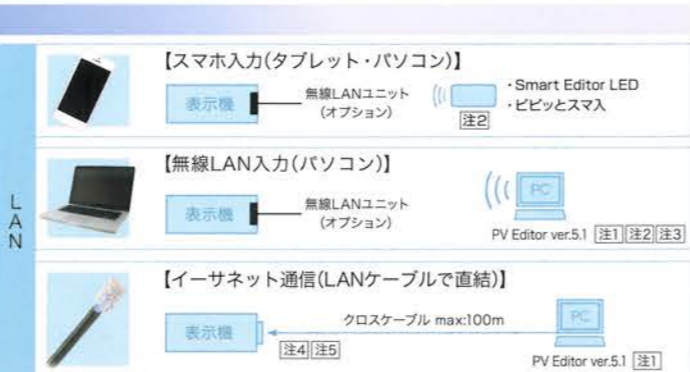 LAN
【スマホ入力(タブレット・パソコン)】
表示機
無線LANユニット
(オプション)
注2
・Smart Editor LED
・ピピッとスマ入
【無線LAN入力(パソコン)】
表示機
無線LANユニット
(オプション)
PC
PV Editor ver.5.1 注1 注2 注3
【イーサネット通信(LANケーブルで直結)】
表示機
注4 注5
クロスケーブル max:100m
PC
PV Editor ver.5.1 注1